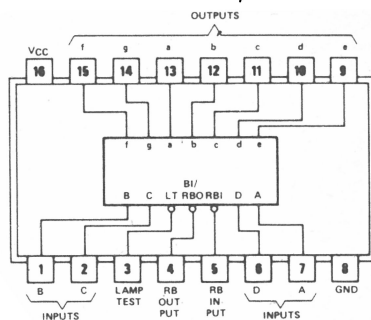 OUTPUTS
VCC f g a b c d e
16 15 14 13 12 11 10 9
f g a b c d e
BI/
B C LT RBO RBI D A
1 2 3 4 5 6 7 8
B C LAMP TEST RB OUT PUT RB IN PUT D A GND
INPUTS INPUTS